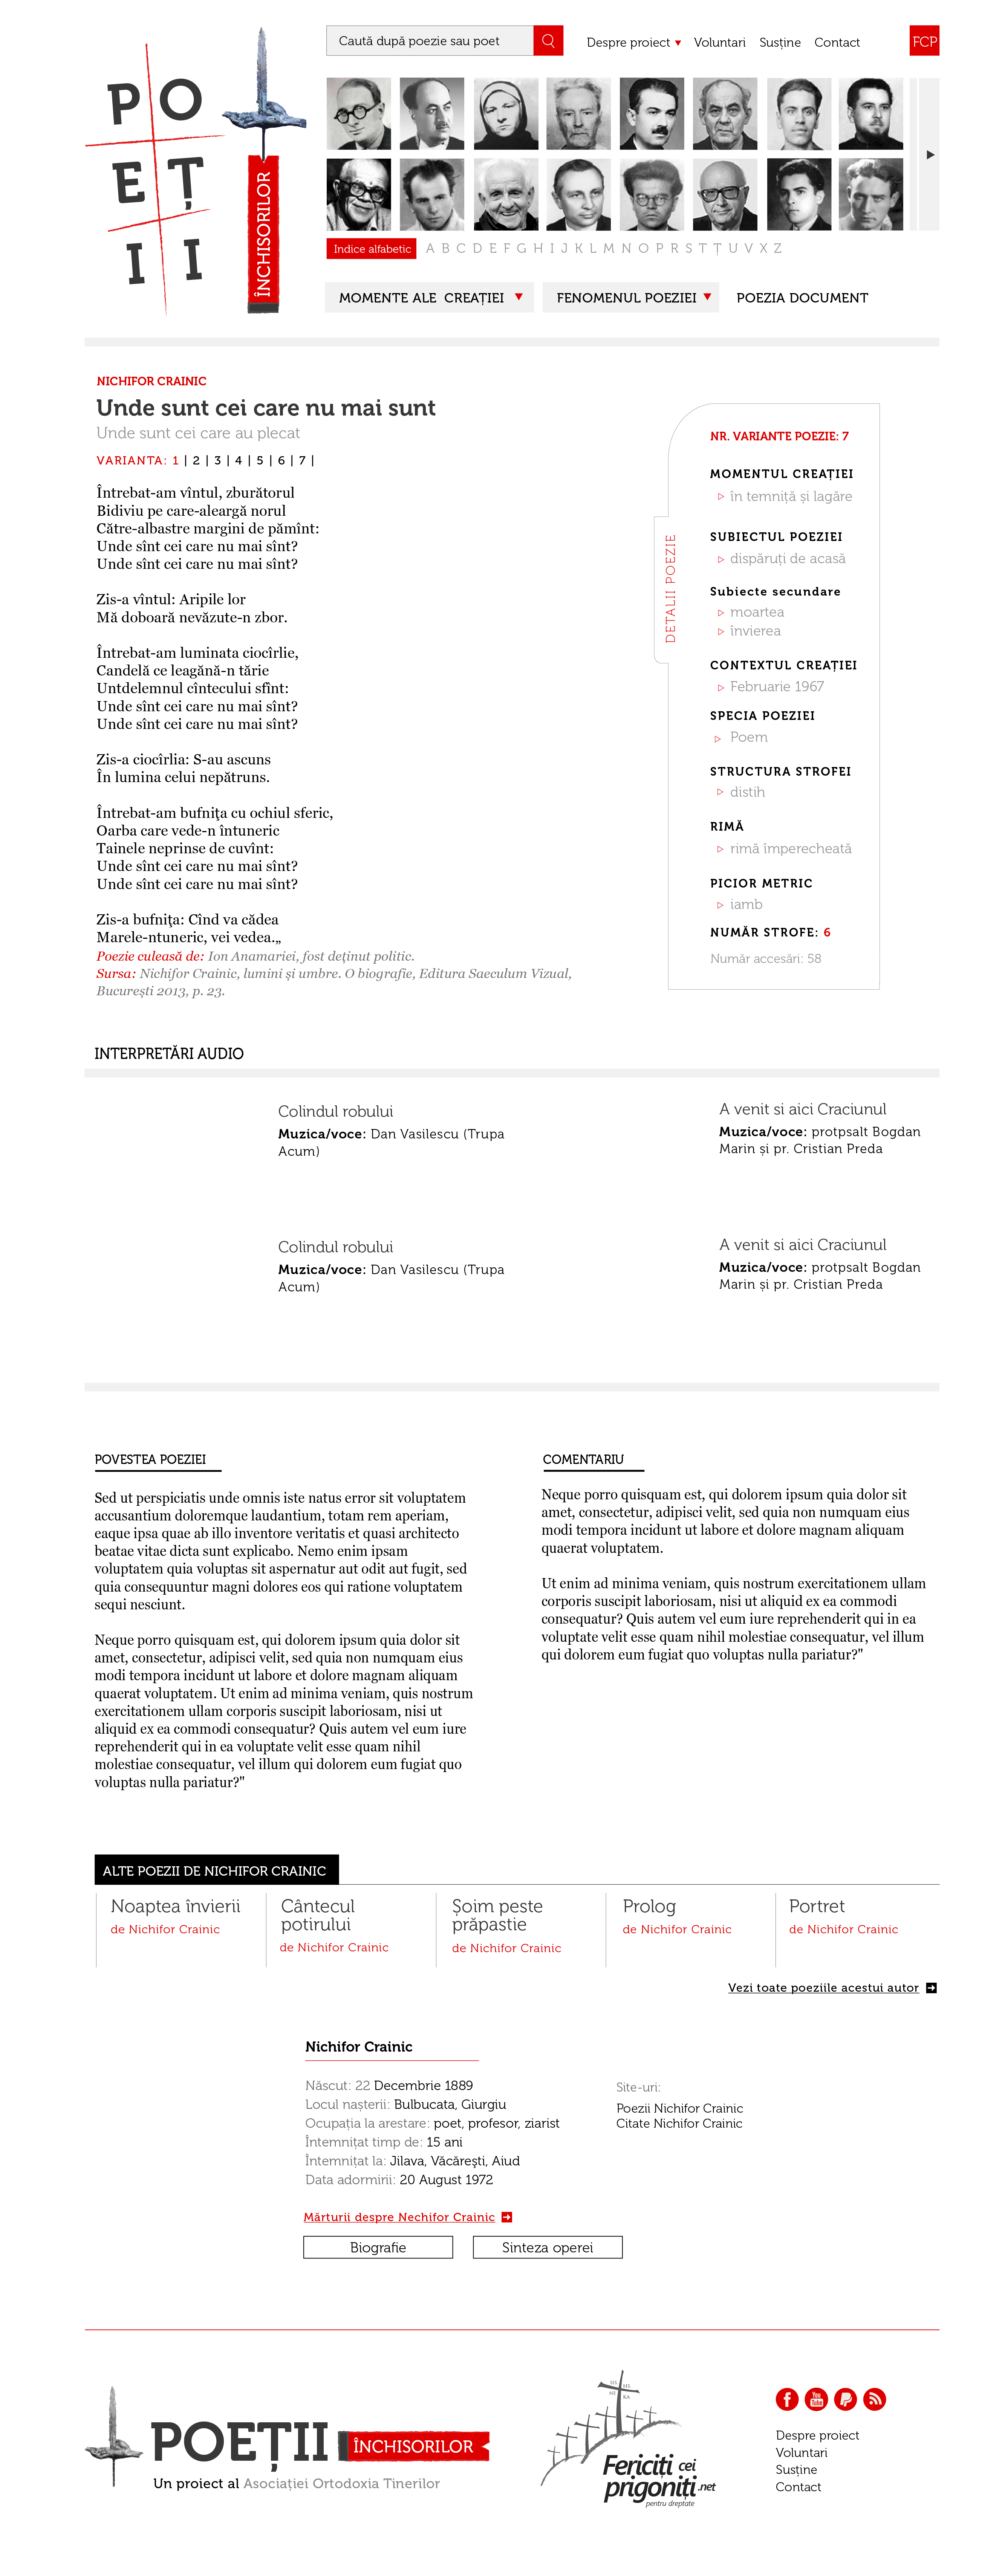 PO
EȚ
II
ÎNCHISORILOR
Caută după poezie sau poet
Despre proiect ▼ Voluntari Susține Contact
FCP
Indice alfabetic A B C D E F G H I J K L M N O P R S T Ț U V X Z
MOMENTE ALE CREAȚIEI ▼ FENOMENUL POEZIEI ▼ POEZIA DOCUMENT
NICHIFOR CRAINIC
Unde sunt cei care nu mai sunt
Unde sunt cei care au plecat
VARIANTA: 1 | 2 | 3 | 4 | 5 | 6 | 7 |
Întrebat-am vîntul, zburătorul
Bidiviu pe care-aleargă norul
Către-albastre margini de pămînt:
Unde sînt cei care nu mai sînt?
Unde sînt cei care nu mai sînt?
Zis-a vîntul: Aripile lor
Mă doboară nevăzute-n zbor.
Întrebat-am luminata ciocîrlie,
Candelă ce leagănă-n tărie
Untdelemnul cîntecului sfînt:
Unde sînt cei care nu mai sînt?
Unde sînt cei care nu mai sînt?
Zis-a ciocîrlia: S-au ascuns
În lumina celui nepătruns.
Întrebat-am bufniţa cu ochiul sferic,
Oarba care vede-n întuneric
Tainele neprinse de cuvînt:
Unde sînt cei care nu mai sînt?
Unde sînt cei care nu mai sînt?
Zis-a bufniţa: Cînd va cădea
Marele-ntuneric, vei vedea.„
Poezie culeasă de: Ion Anamariei, fost deținut politic.
Sursa: Nichifor Crainic, lumini și umbre. O biografie, Editura Saeculum Vizual,
București 2013, p. 23.
DETALII POEZIE
NR. VARIANTE POEZIE: 7
MOMENTUL CREAȚIEI
în temniță și lagăre
SUBIECTUL POEZIEI
dispăruți de acasă
Subiecte secundare
moartea
învierea
CONTEXTUL CREAȚIEI
Februarie 1967
SPECIA POEZIEI
Poem
STRUCTURA STROFEI
distih
RIMĂ
rimă împerecheată
PICIOR METRIC
iamb
NUMĂR STROFE: 6
Număr accesări: 58
INTERPRETĂRI AUDIO
Colindul robului
Muzica/voce: Dan Vasilescu (Trupa
Acum)
A venit si aici Craciunul
Muzica/voce: protpsalt Bogdan
Marin și pr. Cristian Preda
Colindul robului
Muzica/voce: Dan Vasilescu (Trupa
Acum)
A venit si aici Craciunul
Muzica/voce: protpsalt Bogdan
Marin și pr. Cristian Preda
POVESTEA POEZIEI
Sed ut perspiciatis unde omnis iste natus error sit voluptatem
accusantium doloremque laudantium, totam rem aperiam,
eaque ipsa quae ab illo inventore veritatis et quasi architecto
beatae vitae dicta sunt explicabo. Nemo enim ipsam
voluptatem quia voluptas sit aspernatur aut odit aut fugit, sed
quia consequuntur magni dolores eos qui ratione voluptatem
sequi nesciunt.
Neque porro quisquam est, qui dolorem ipsum quia dolor sit
amet, consectetur, adipisci velit, sed quia non numquam eius
modi tempora incidunt ut labore et dolore magnam aliquam
quaerat voluptatem. Ut enim ad minima veniam, quis nostrum
exercitationem ullam corporis suscipit laboriosam, nisi ut
aliquid ex ea commodi consequatur? Quis autem vel eum iure
reprehenderit qui in ea voluptate velit esse quam nihil
molestiae consequatur, vel illum qui dolorem eum fugiat quo
voluptas nulla pariatur?"
COMENTARIU
Neque porro quisquam est, qui dolorem ipsum quia dolor sit
amet, consectetur, adipisci velit, sed quia non numquam eius
modi tempora incidunt ut labore et dolore magnam aliquam
quaerat voluptatem.
Ut enim ad minima veniam, quis nostrum exercitationem ullam
corporis suscipit laboriosam, nisi ut aliquid ex ea commodi
consequatur? Quis autem vel eum iure reprehenderit qui in ea
voluptate velit esse quam nihil molestiae consequatur, vel illum
qui dolorem eum fugiat quo voluptas nulla pariatur?"
ALTE POEZII DE NICHIFOR CRAINIC
Noaptea învierii
de Nichifor Crainic
Cântecul
potirului
de Nichifor Crainic
Șoim peste
prăpastie
de Nichifor Crainic
Prolog
de Nichifor Crainic
Portret
de Nichifor Crainic
Vezi toate poeziile acestui autor
Nichifor Crainic
Născut: 22 Decembrie 1889
Locul nașterii: Bulbucata, Giurgiu
Ocupația la arestare: poet, profesor, ziarist
Întemnițat timp de: 15 ani
Întemnițat la: Jilava, Văcăreşti, Aiud
Data adormirii: 20 August 1972
Site-uri:
Poezii Nichifor Crainic
Citate Nichifor Crainic
Mărturii despre Nechifor Crainic
Biografie Sinteza operei
POEȚII ÎNCHISORILOR
Un proiect al Asociației Ortodoxia Tinerilor
Fericiți cei
prigoniți.net
pentru dreptate
f You Tube P
Despre proiect
Voluntari
Susține
Contact